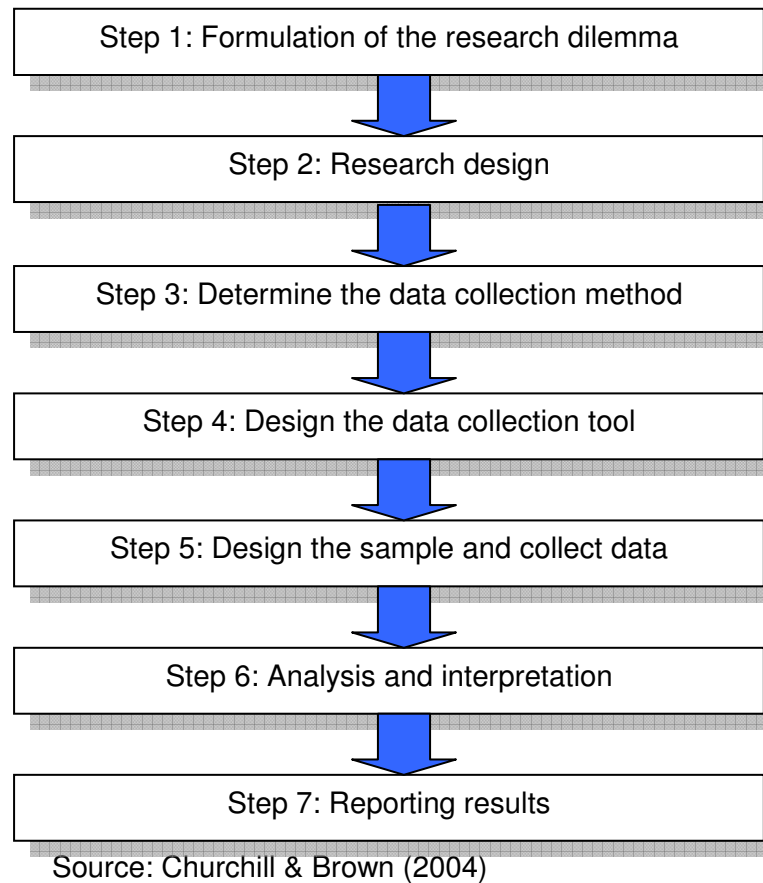 Step 1: Formulation of the research dilemma
Step 2: Research design
Step 3: Determine the data collection method
Step 4: Design the data collection tool
Step 5: Design the sample and collect data
Step 6: Analysis and interpretation
Step 7: Reporting results
Source: Churchill & Brown (2004)